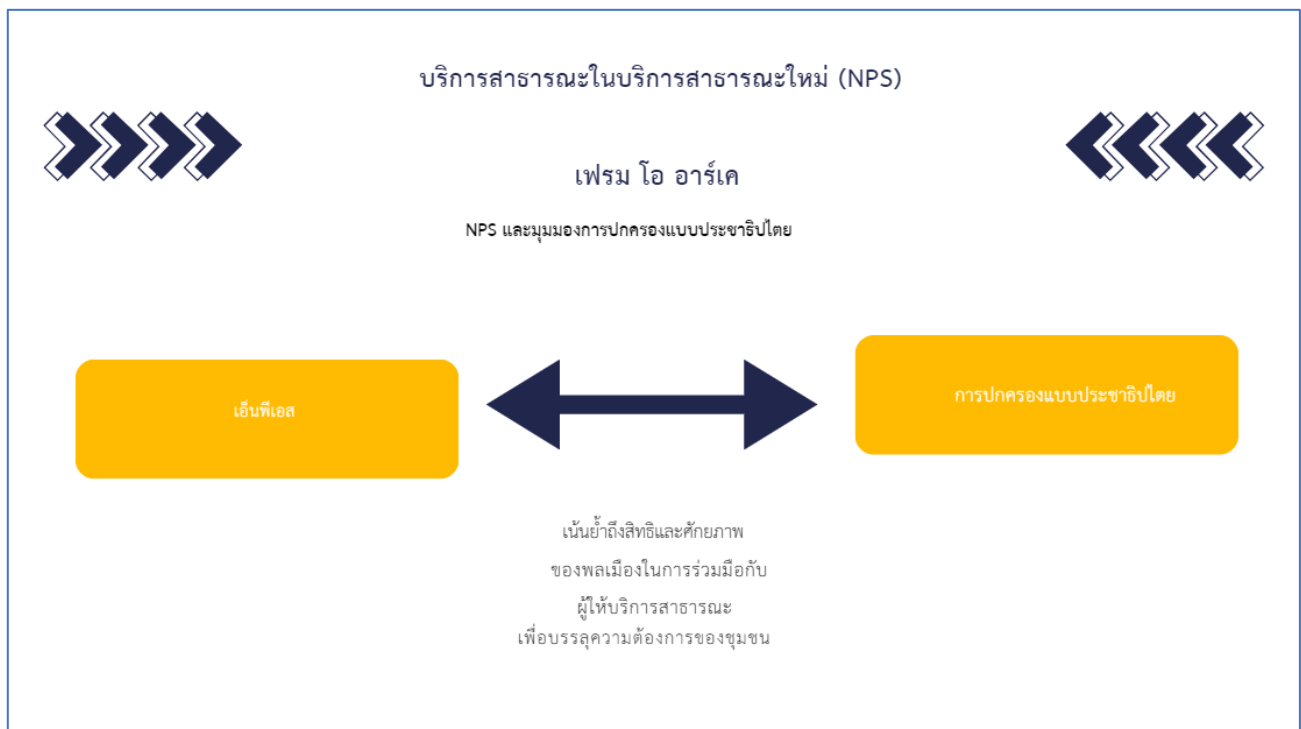 บริการสาธารณะในบริการสาธารณะใหม่ (NPS)
เฟรม โอ อาร์เค
NPS และมุมมองการปกครองแบบประชาธิปไตย
เอ็นพีเอส
การปกครองแบบประชาธิปไตย
เน้นย้ำถึงสิทธิและศักยภาพ
ของพลเมืองในการร่วมมือกับ
ผู้ให้บริการสาธารณะ
เพื่อบรรลุความต้องการของชุมชน